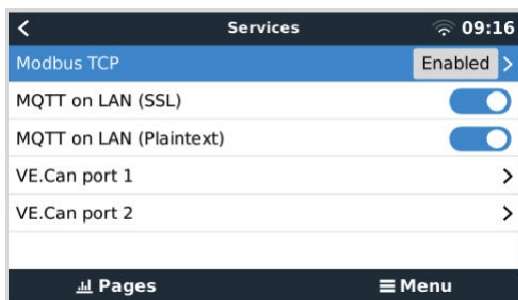 Services 09:16
Modbus TCP Enabled
MQTT on LAN (SSL)
MQTT on LAN (Plaintext)
VE.Can port 1
VE.Can port 2
Pages Menu